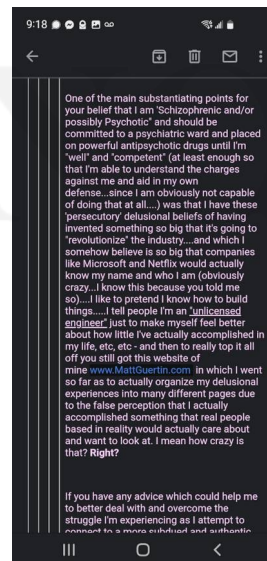 9:18
One of the main substantiating points for
your belief that I am 'Schizophrenic and
possibly Psychotic" and should be
committed to a psychiatric ward and placed
on powerful antipsychotic drugs until I'm
"well" and "competent" (at least enough so
that I'm able to understand the charges
against me and aid in my own
defense...since I am obviously not capable
of doing that at all....) was that I have these
'persecutory' delusional beliefs of having
invented something so big that it's going to
"revolutionize" the industry....and which I
somehow believe is so big that companies
like Microsoft and Netflix would actually
know my name and who I am (obviously
crazy...I know this because you told me
so)....I like to pretend I know how to build
things.....I tell people I'm an "unlicensed
engineer" just to make myself feel better
about how little I've actually accomplished in
my life, etc, etc - and then to really top it all
off you still got this website of
mine www.MattGuertin.com in which I went
so far as to actually organize my delusional
experiences into many different pages due
to the false perception that I actually
accomplished something that real people
based in reality would actually care about
and want to look at. I mean how crazy is
that? Right?
If you have any advice which could help me
to better deal with and overcome the
struggle I'm experiencing as I attempt to
connect to a more subdued and authentic